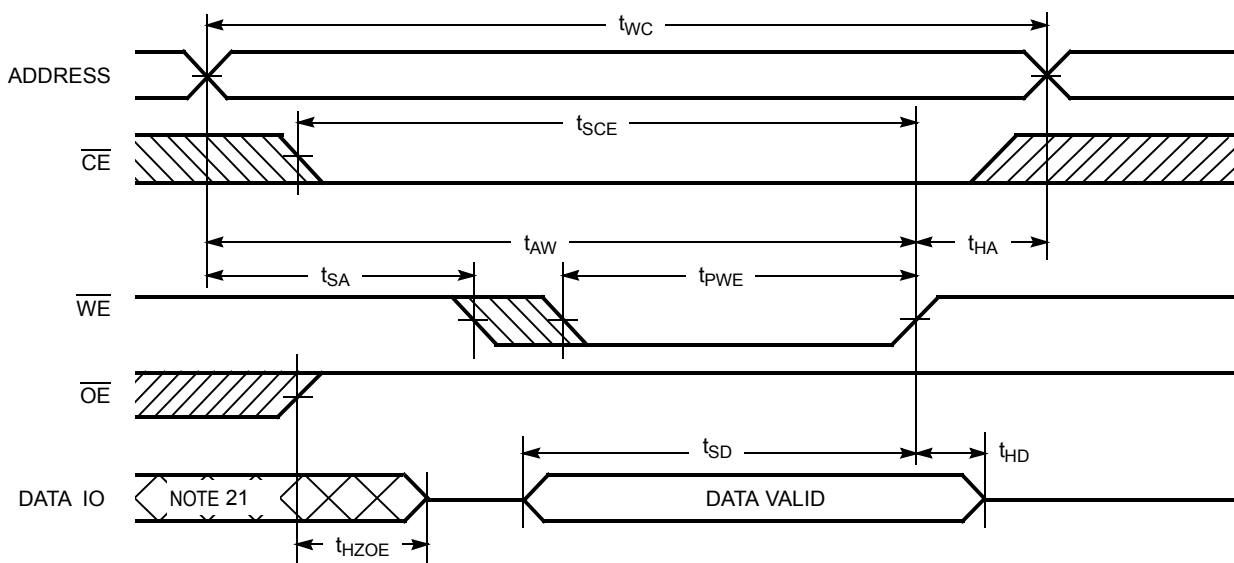 tWC
ADDRESS
tSCE
CE
tAW
tHA
tSA
tPWE
WE
OE
tSD
tHD
DATA IO
NOTE 21
DATA VALID
tHZOE